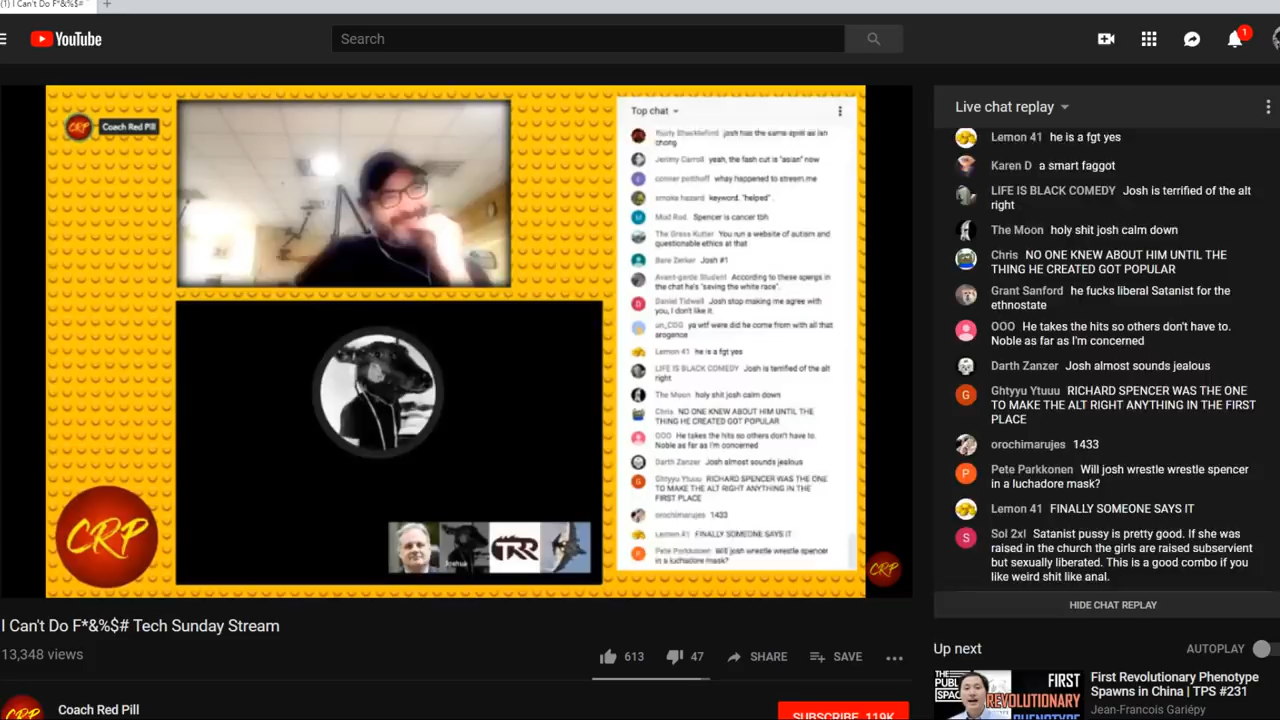 (1) I Can't Do F*&%$#
YouTube
Search
1
CRP
Coach Red Pill
Top chat
Rusty Shackleford josh has the same spirit as ian
chong
Jerimy Carroll yeah, the fash cut is "asian" now
conner potthoff whay happened to streem.me
smoke hazard keyword. "helped" .
Mud Rod. Spencer is cancer tbh
The Grass Kutter You run a website of autism and
questionable ethics at that
Bare Zerker Josh #1
Avant-garde Student According to these spergs in
the chat he's "saving the white race".
Daniel Tidwell Josh stop making me agree with
you, I don't like it.
un_COG ya wtf were did he come from with all that
arogence
Lemon 41 he is a fgt yes
LIFE IS BLACK COMEDY Josh is terrified of the alt
right
The Moon holy shit josh calm down
Chris NO ONE KNEW ABOUT HIM UNTIL THE
THING HE CREATED GOT POPULAR
OOO He takes the hits so others don't have to.
Noble as far as I'm concerned
Darth Zanzer Josh almost sounds jealous
Ghtyyu Ytuuu RICHARD SPENCER WAS THE ONE
TO MAKE THE ALT RIGHT ANYTHING IN THE
FIRST PLACE
orochimarujes 1433
Lemon 41 FINALLY SOMEONE SAYS IT
Pete Parkkonen Will josh wrestle wrestle spencer
in a luchadore mask?
CRP
Joshua
TRR
CRP
Live chat replay
Lemon 41 he is a fgt yes
Karen D a smart faggot
LIFE IS BLACK COMEDY Josh is terrified of the alt
right
The Moon holy shit josh calm down
Chris NO ONE KNEW ABOUT HIM UNTIL THE
THING HE CREATED GOT POPULAR
Grant Sanford he fucks liberal Satanist for the
ethnostate
OOO He takes the hits so others don't have to.
Noble as far as I'm concerned
Darth Zanzer Josh almost sounds jealous
Ghtyyu Ytuuu RICHARD SPENCER WAS THE ONE
TO MAKE THE ALT RIGHT ANYTHING IN THE FIRST
PLACE
orochimarujes 1433
Pete Parkkonen Will josh wrestle wrestle spencer
in a luchadore mask?
Lemon 41 FINALLY SOMEONE SAYS IT
Sol 2xl Satanist pussy is pretty good. If she was
raised in the church they are real subservient
but sexually liberated. This is a good combo if you
like weird shit like anal.
HIDE CHAT REPLAY
I Can't Do F*&%$# Tech Sunday Stream
13,348 views
613
47
SHARE
SAVE
Coach Red Pill
SUBSCRIBE 119K
Up next
AUTOPLAY
THE
PUBL
SPAC
FIRST
REVOLUTIONARY
PHENOTYPE
First Revolutionary Phenotype
Spawns in China | TPS #231
Jean-Francois Gariépy